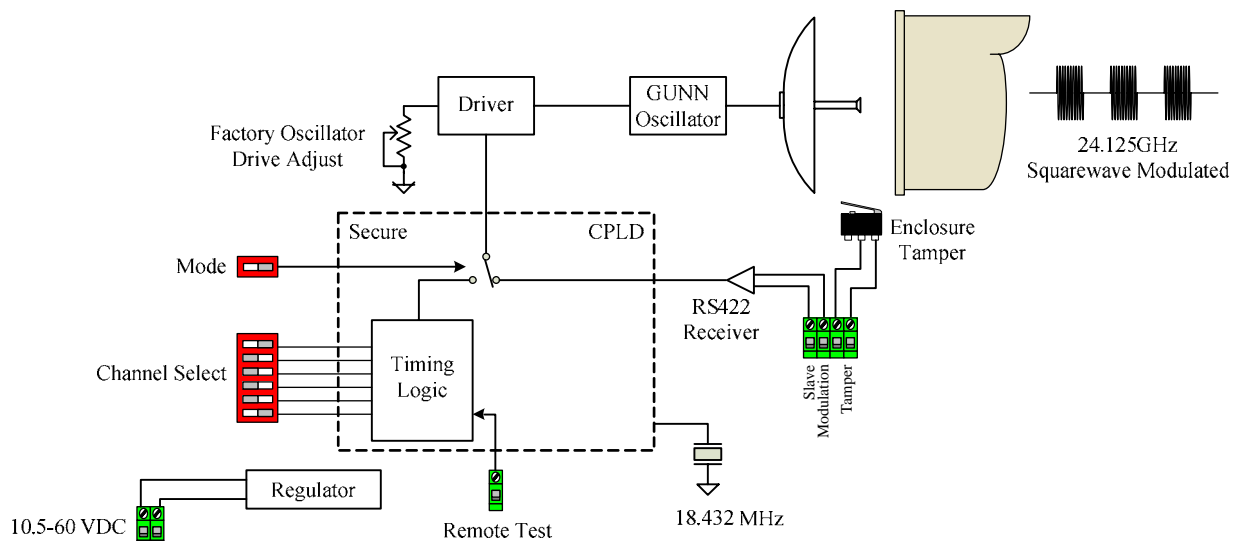 Driver
GUNN
Oscillator
Factory Oscillator
Drive Adjust
24.125GHz
Squarewave Modulated
Secure
CPLD
Enclosure
Tamper
Mode
RS422
Receiver
Channel Select
Timing
Logic
Slave
Modulation
Tamper
Regulator
10.5-60 VDC
Remote Test
18.432 MHz